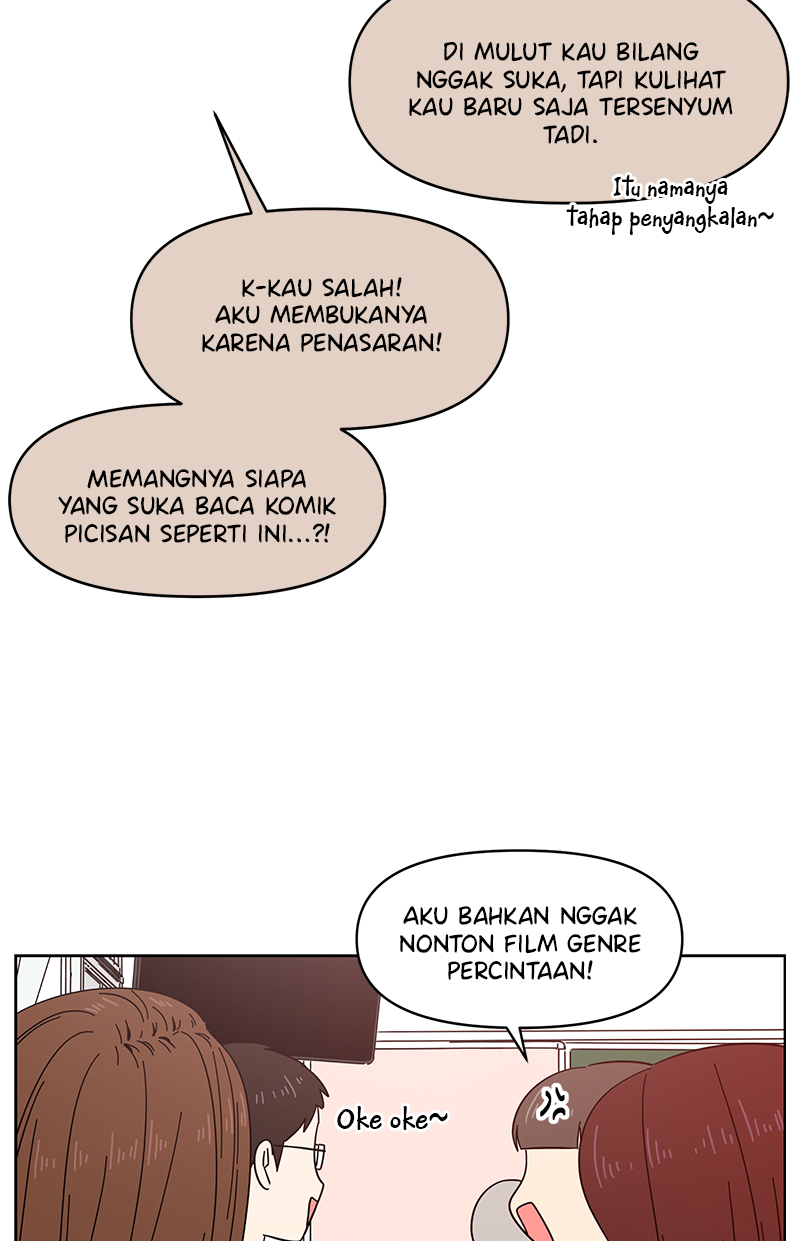 DI MULUT KAU BILANG
NGGAK SUKA, TAPI KULIHAT
KAU BARU SAJA TERSENYUM
TADI.
Itu namanya
tahap penyangkalan~
K-KAU SALAH!
AKU MEMBUKANYA
KARENA PENASARAN!
MEMANGNYA SIAPA
YANG SUKA BACA KOMIK
PICISAN SEPERTI INI...?!
AKU BAHKAN NGGAK
NONTON FILM GENRE
PERCINTAAN!
Oke oke~